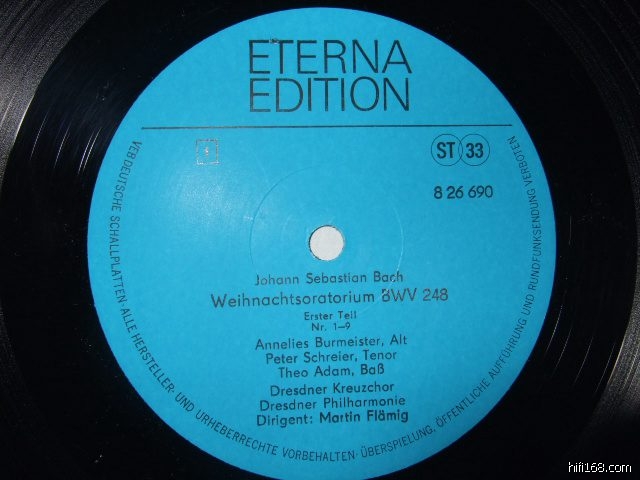 ETERNA
EDITION
ST 33
8 26 690
Johann Sebastian Bach
Weihnachtsoratorium BWV 248
Erster Teil
Nr. 1-9
Annelies Burmeister, Alt
Peter Schreier, Tenor
Theo Adam, Baß
Dresdner Kreuzchor
Dresdner Philharmonie
Dirigent: Martin Flämig
VEB DEUTSCHE SCHALLPLATTEN · ALLE HERSTELLER- UND URHEBERRECHTE VORBEHALTEN · ÜBERSPIELUNG, ÖFFENTLICHE AUFFÜHRUNG UND RUNDFUNKSENDUNG VERBOTEN
hifi168.com